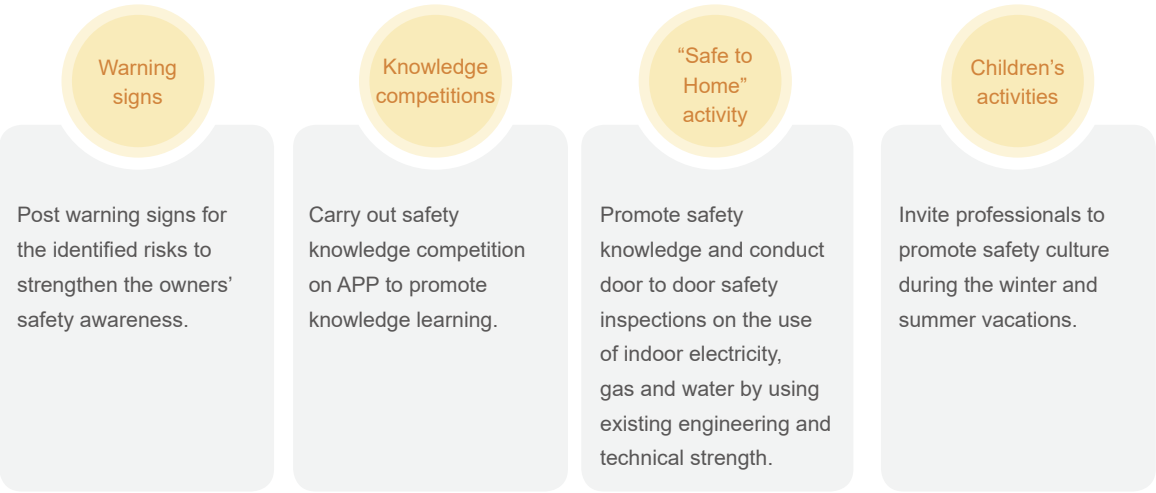 Warning
signs
Post warning signs for
the identified risks to
strengthen the owners’
safety awareness.
Knowledge
competitions
Carry out safety
knowledge competition
on APP to promote
knowledge learning.
“Safe to
Home”
activity
Promote safety
knowledge and conduct
door to door safety
inspections on the use
of indoor electricity,
gas and water by using
existing engineering and
technical strength.
Children’s
activities
Invite professionals to
promote safety culture
during the winter and
summer vacations.